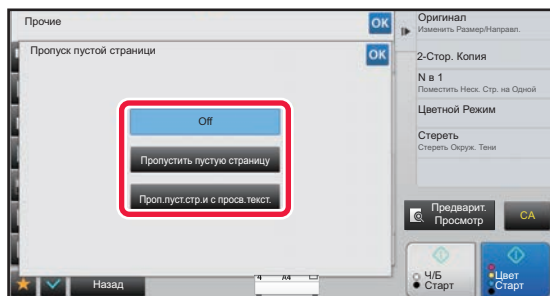 Прочие
OK
Пропуск пустой страницы
OK
Off
Пропустить пустую страницу
Проп.пуст.стр.и с просв.текст.
Назад
4 A4
Оригинал
Изменить Размер/Направл.
2-Стор. Копия
N в 1
Поместить Неск. Стр. на Одной
Цветной Режим
Стереть
Стереть Окруж. Тени
Предварит.
Просмотр
CA
Ч/Б
Старт
Цвет
Старт